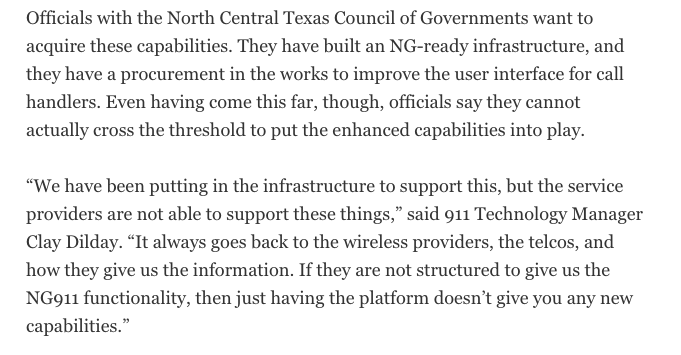 Officials with the North Central Texas Council of Governments want to
acquire these capabilities. They have built an NG-ready infrastructure, and
they have a procurement in the works to improve the user interface for call
handlers. Even having come this far, though, officials say they cannot
actually cross the threshold to put the enhanced capabilities into play.
“We have been putting in the infrastructure to support this, but the service
providers are not able to support these things,” said 911 Technology Manager
Clay Dilday. “It always goes back to the wireless providers, the telcos, and
how they give us the information. If they are not structured to give us the
NG911 functionality, then just having the platform doesn’t give you any new
capabilities.”